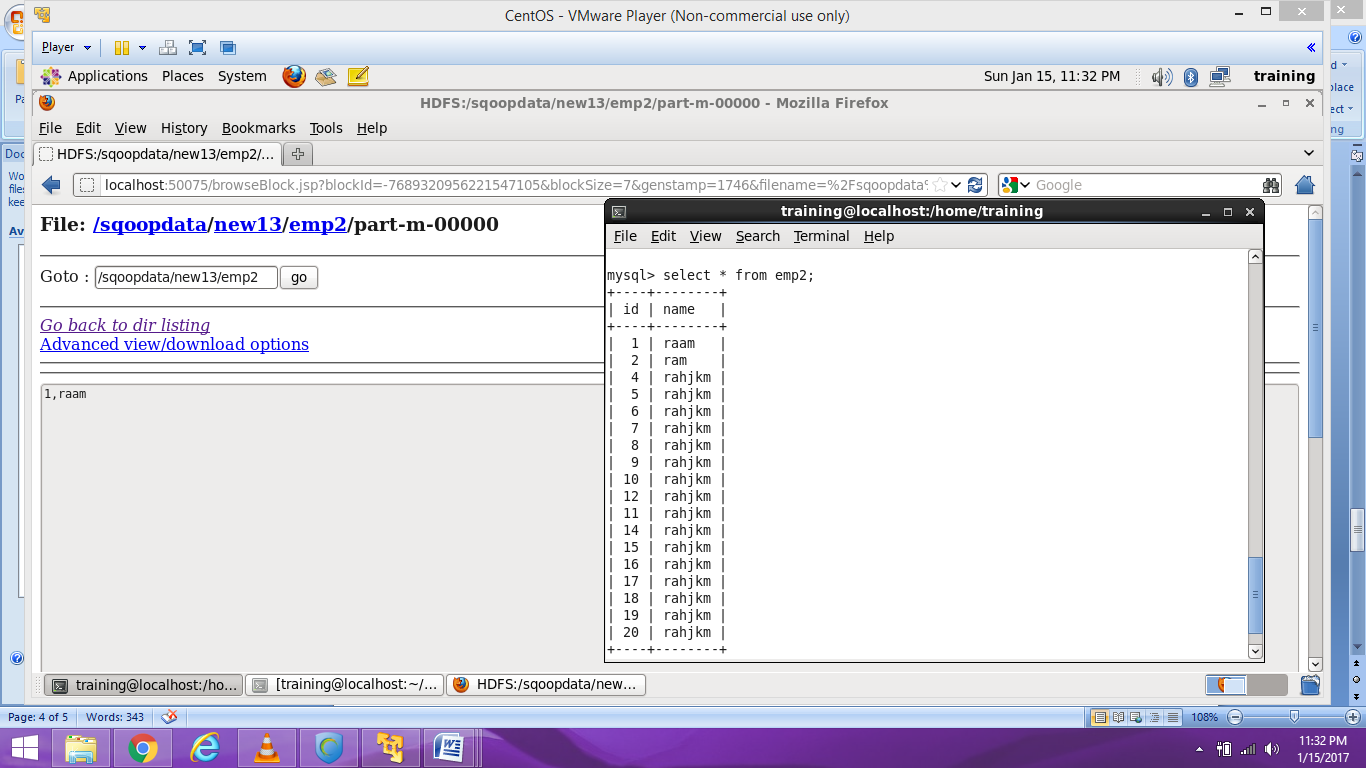 CentOS - VMware Player (Non-commercial use only)
Player
Applications Places System
Sun Jan 15, 11:32 PM
training
HDFS:/sqoopdata/new13/emp2/part-m-00000 - Mozilla Firefox
File Edit View History Bookmarks Tools Help
HDFS:/sqoopdata/new13/emp2/...
localhost:50075/browseBlock.jsp?blockId=-7689320956221547105&blockSize=7&genstamp=1746&filename=%2Fsqoopdata%
Google
File: /sqoopdata/new13/emp2/part-m-00000
Goto : /sqoopdata/new13/emp2 go
Go back to dir listing
Advanced view/download options
1,raam
training@localhost:/home/training
File Edit View Search Terminal Help
mysql> select * from emp2;
+----+--------+
| id | name   |
+----+--------+
|  1 | raam   |
|  2 | ram    |
|  4 | rahjkm |
|  5 | rahjkm |
|  6 | rahjkm |
|  7 | rahjkm |
|  8 | rahjkm |
|  9 | rahjkm |
| 10 | rahjkm |
| 12 | rahjkm |
| 11 | rahjkm |
| 14 | rahjkm |
| 15 | rahjkm |
| 16 | rahjkm |
| 17 | rahjkm |
| 18 | rahjkm |
| 19 | rahjkm |
| 20 | rahjkm |
+----+--------+
training@localhost:/ho...
[training@localhost:~/...
HDFS:/sqoopdata/new...
Page: 4 of 5 Words: 343
108%
11:32 PM
1/15/2017